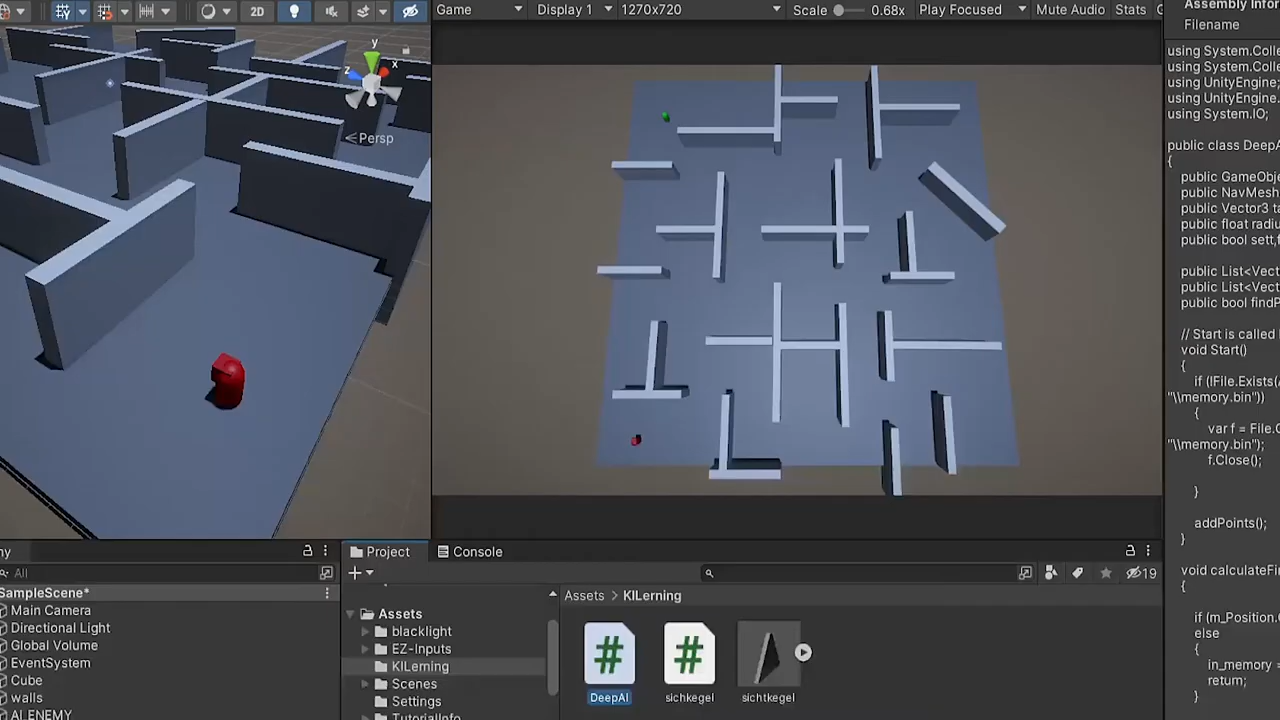 2D
Game
Display 1
1270x720
Scale
0.68x
Play Focused
Mute Audio
Stats
Assembly Infor
Filename
y
x
z
Persp
using System.Colle
using System.Colle
using UnityEngine;
using UnityEngine.
using System.IO;
public class DeepA
{
public GameObje
public NavMesh
public Vector3 ta
public float radiu
public bool sett,f
public List<Vect
public List<Vect
public bool findP
// Start is called
void Start()
{
if (!File.Exists(A
"\\memory.bin"))
{
var f = File.C
"\\memory.bin");
f.Close();
}
addPoints();
}
void calculateFin
{
if (m_Position.C
else
{
in_memory =
return;
}
ny
All
SampleScene*
Main Camera
Directional Light
Global Volume
EventSystem
Cube
walls
AI ENEMY
Project
Console
19
Assets
blacklight
EZ-Inputs
KILerning
Scenes
Settings
TutorialInfo
Assets > KILerning
DeepAI
sichkegel
sichtkegel